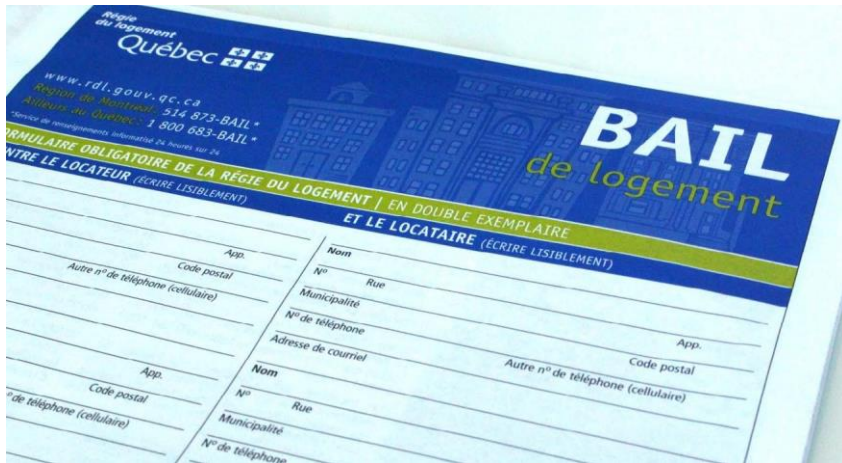 Régie
du logement
Québec
www.rdl.gouv.qc.ca
Région de Montréal : 514 873-BAIL*
Ailleurs au Québec : 1 800 683-BAIL*
*Service de renseignements informatisé 24 heures sur 24
BAIL
de logement
FORMULAIRE OBLIGATOIRE DE LA RÉGIE DU LOGEMENT | EN DOUBLE EXEMPLAIRE
NTRE LE LOCATEUR (ÉCRIRE LISIBLEMENT)
ET LE LOCATAIRE (ÉCRIRE LISIBLEMENT)
App.
Code postal
Autre nº de téléphone (cellulaire)
App.
Code postal
nº de téléphone (cellulaire)
Nom
Nº Rue
App.
Municipalité
Code postal
Nº de téléphone
Autre nº de téléphone (cellulaire)
Adresse de courriel
Nom
Nº Rue
Municipalité
Nº de téléphone